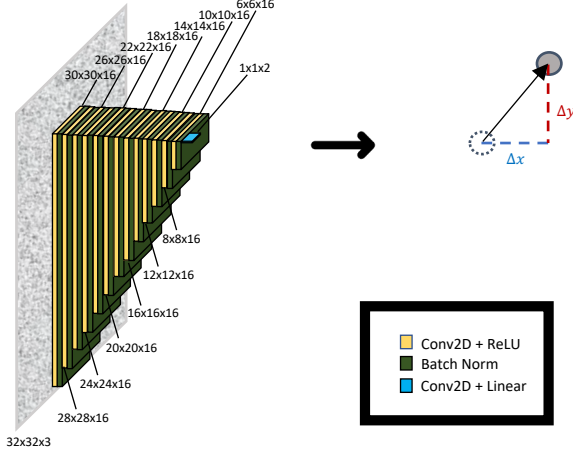 6x6x16
10x10x16
14x14x16
18x18x16
22x22x16
26x26x16
30x30x16
1x1x2
Δy
Δx
8x8x16
12x12x16
16x16x16
20x20x16
24x24x16
28x28x16
32x32x3
Conv2D + ReLU
Batch Norm
Conv2D + Linear